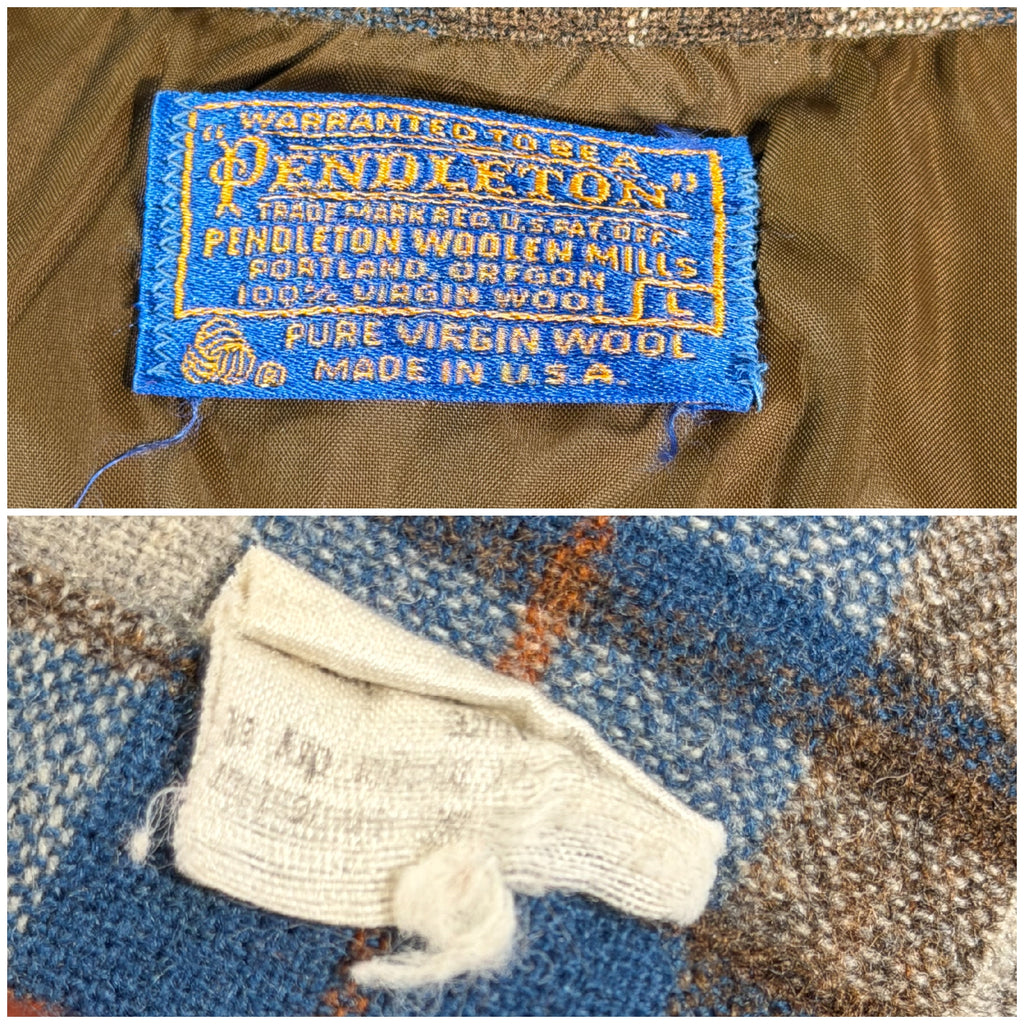 WARRANTED TO BE A
"PENDLETON"
TRADE MARK REG. U.S. PAT. OFF.
PENDLETON WOOLEN MILLS
PORTLAND, OREGON
100% VIRGIN WOOL L
PURE VIRGIN WOOL
® MADE IN U.S.A.